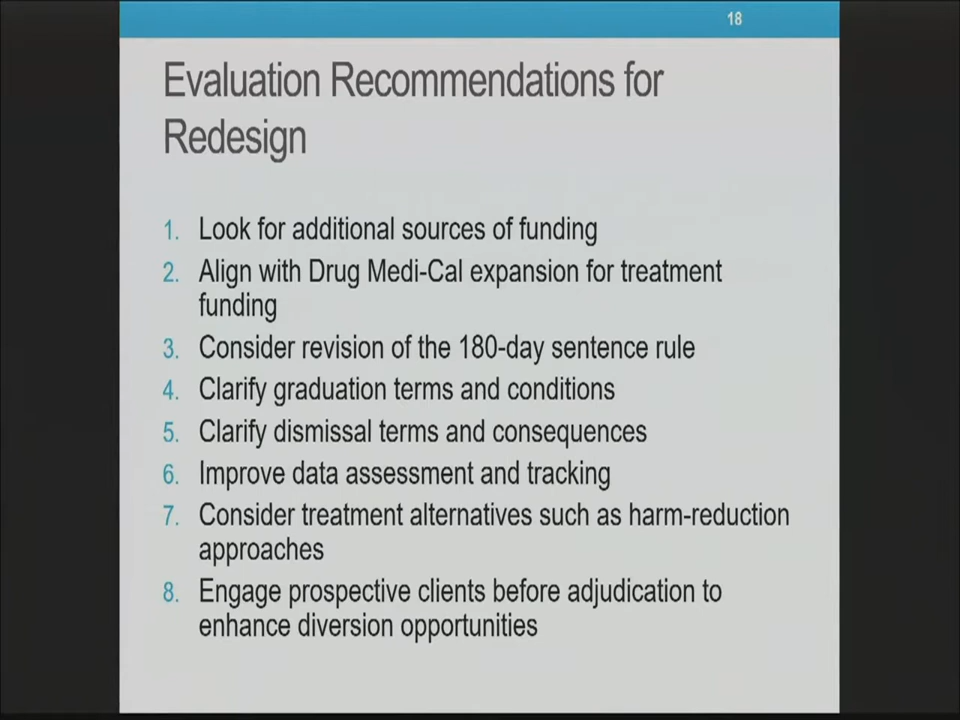 18
Evaluation Recommendations for
Redesign
1. Look for additional sources of funding
2. Align with Drug Medi-Cal expansion for treatment
funding
3. Consider revision of the 180-day sentence rule
4. Clarify graduation terms and conditions
5. Clarify dismissal terms and consequences
6. Improve data assessment and tracking
7. Consider treatment alternatives such as harm-reduction
approaches
8. Engage prospective clients before adjudication to
enhance diversion opportunities